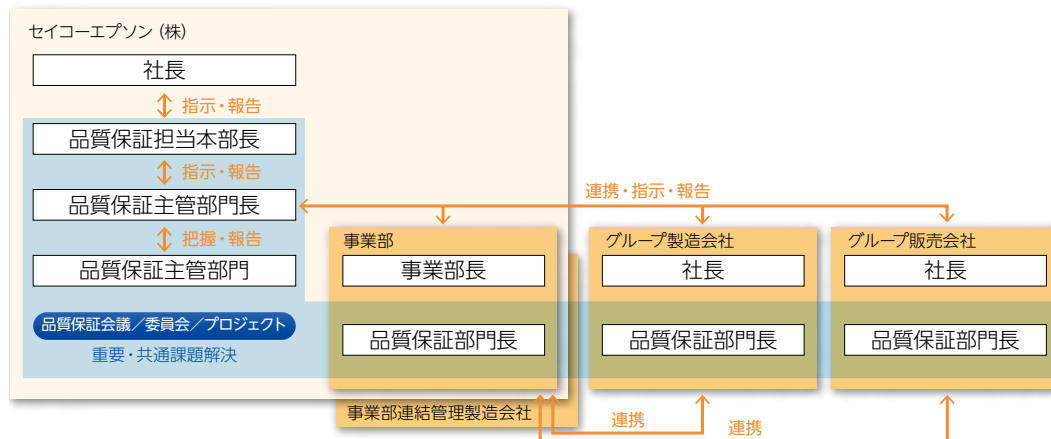 セイコーエプソン (株)
社長
指示・報告
品質保証担当本部長
指示・報告
品質保証主管部門長
連携・指示・報告
把握・報告
品質保証主管部門
事業部
事業部長
グループ製造会社
社長
グループ販売会社
社長
品質保証会議／委員会／プロジェクト
重要・共通課題解決
品質保証部門長
品質保証部門長
品質保証部門長
事業部連結管理製造会社
連携
連携